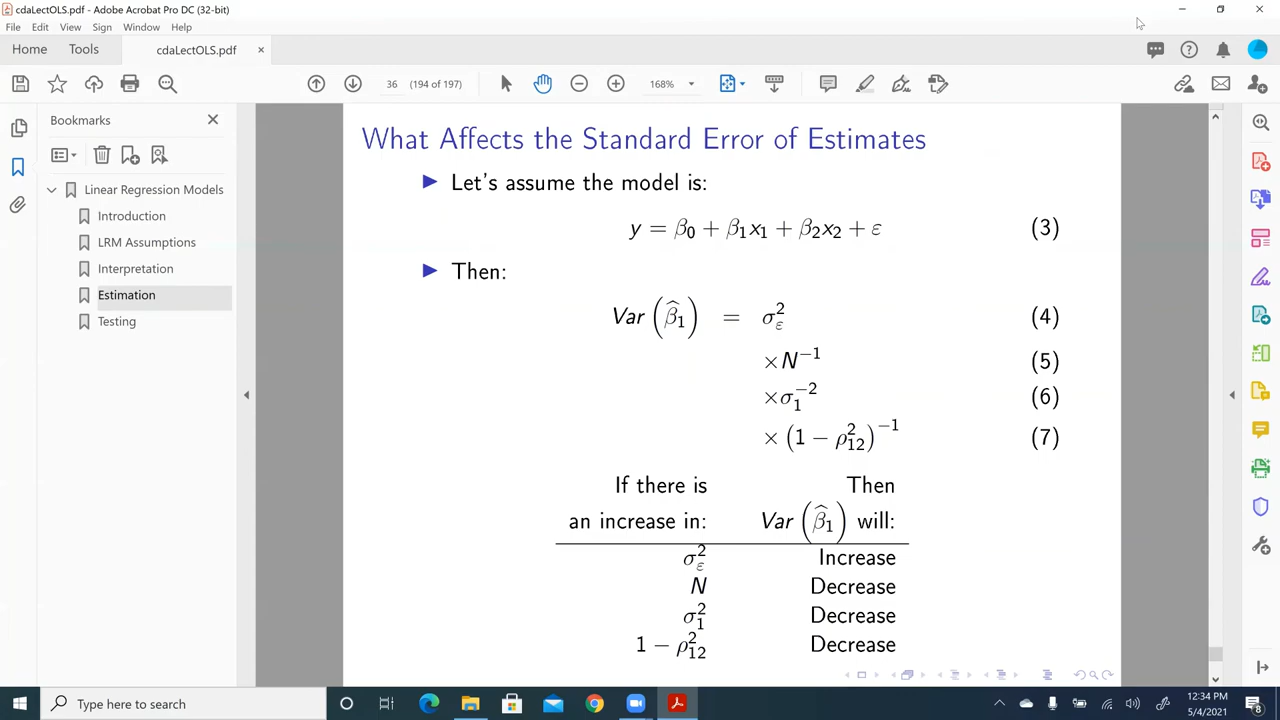 cdaLectOLS.pdf - Adobe Acrobat Pro DC (32-bit)
File Edit View Sign Window Help
Home Tools cdaLectOLS.pdf ×
36 (194 of 197) 168%
Bookmarks
Linear Regression Models
Introduction
LRM Assumptions
Interpretation
Estimation
Testing
What Affects the Standard Error of Estimates
▶ Let's assume the model is:
y = β₀ + β₁x₁ + β₂x₂ + ε (3)
▶ Then:
Var (β̂₁) = σ²_ε (4)
×N⁻¹ (5)
×σ₁⁻² (6)
× (1 − ρ²₁₂)⁻¹ (7)
If there is Then
an increase in: Var (β̂₁) will:
σ²_ε Increase
N Decrease
σ²₁ Decrease
1 − ρ²₁₂ Decrease
Type here to search
12:34 PM
5/4/2021
8